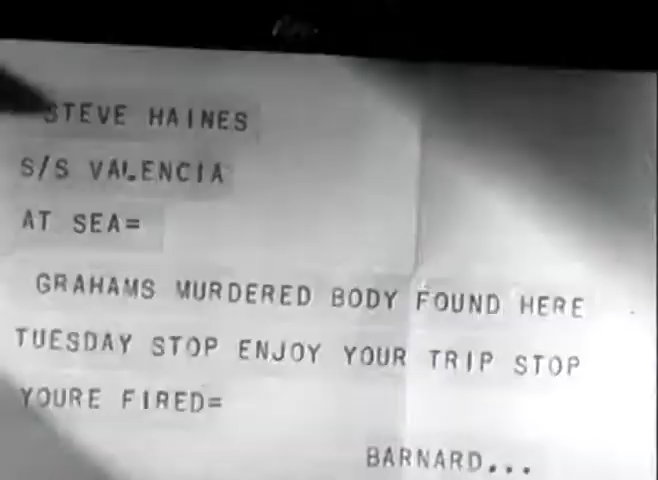 STEVE HAINES
S/S VALENCIA
AT SEA=
GRAHAMS MURDERED BODY FOUND HERE
TUESDAY STOP ENJOY YOUR TRIP STOP
YOURE FIRED=
BARNARD...